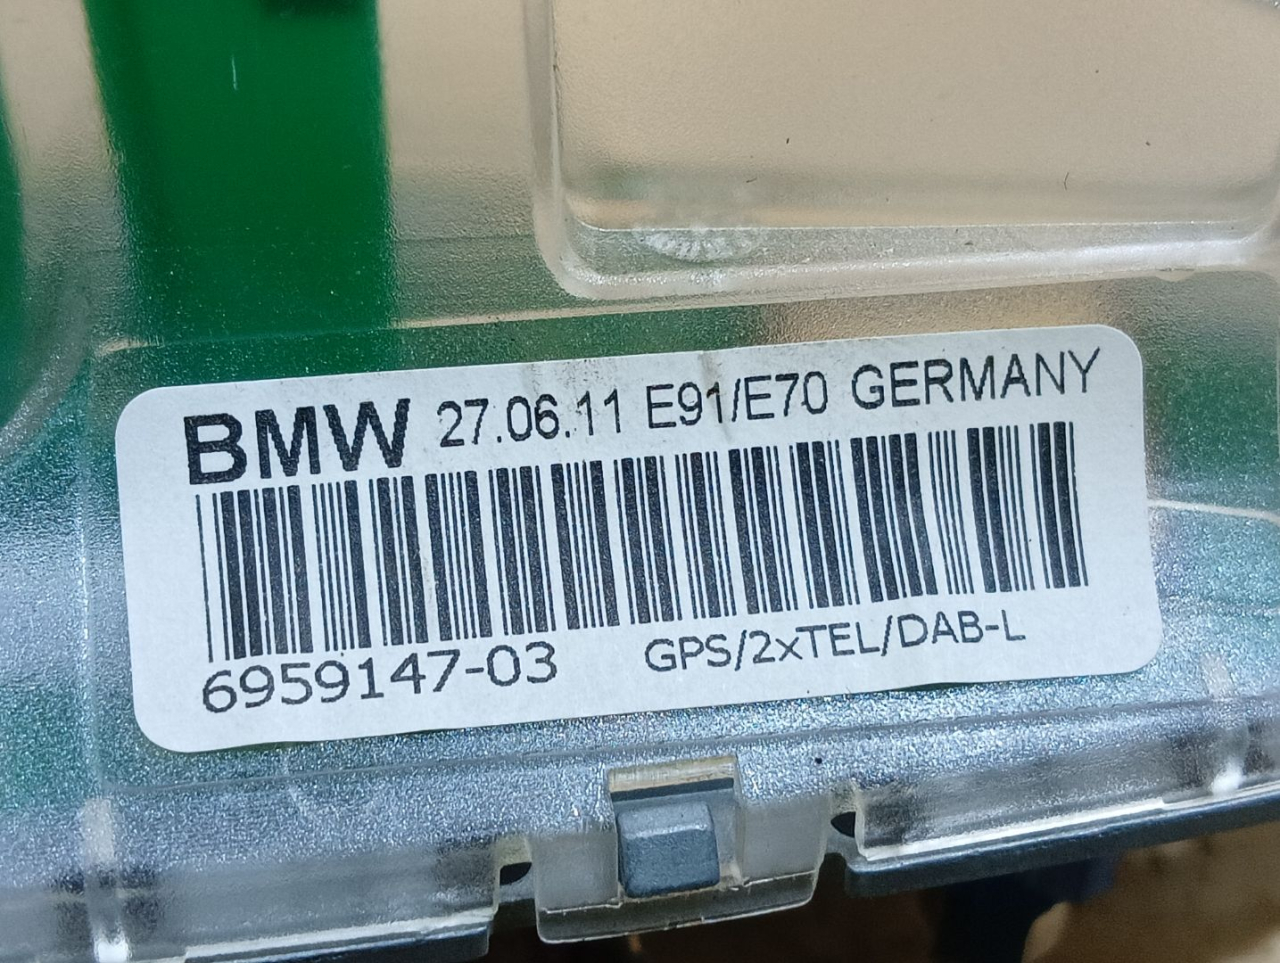 BMW 27.06.11 E91/E70 GERMANY
6959147-03 GPS/2xTEL/DAB-L